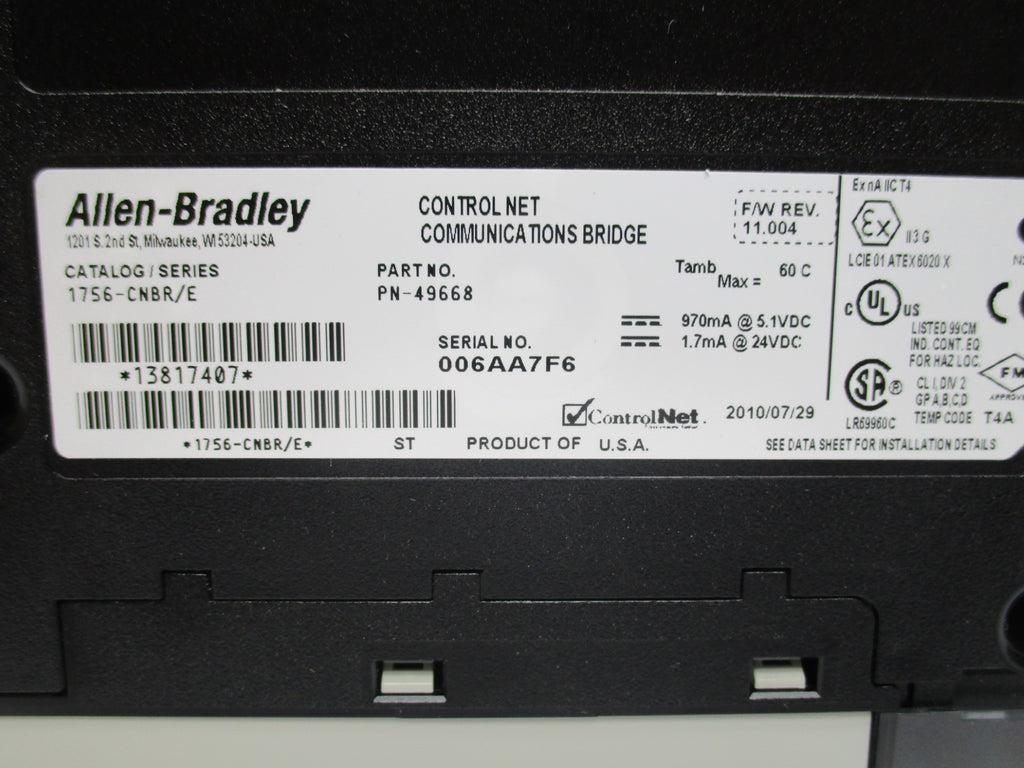 Allen-Bradley
1201 S. 2nd St, Milwaukee, WI 53204-USA
CATALOG / SERIES
1756-CNBR/E
*13817407*
*1756-CNBR/E*
ST
CONTROL NET
COMMUNICATIONS BRIDGE
PART NO.
PN-49668
SERIAL NO.
006AA7F6
PRODUCT OF U.S.A.
F/W REV.
11.004
Tamb Max = 60 C
970mA @ 5.1VDC
1.7mA @ 24VDC
ControlNet.
2010/07/29
Ex nA IIC T4
Ex
II 3 G
LCIE 01 ATEX 6020 X
C UL US
LISTED 99CM
IND. CONT. EQ
FOR HAZ LOC.
SA ®
CL I, DIV 2
GP A,B,C,D
LR69960C
TEMP CODE T4A
FM
SEE DATA SHEET FOR INSTALLATION DETAILS